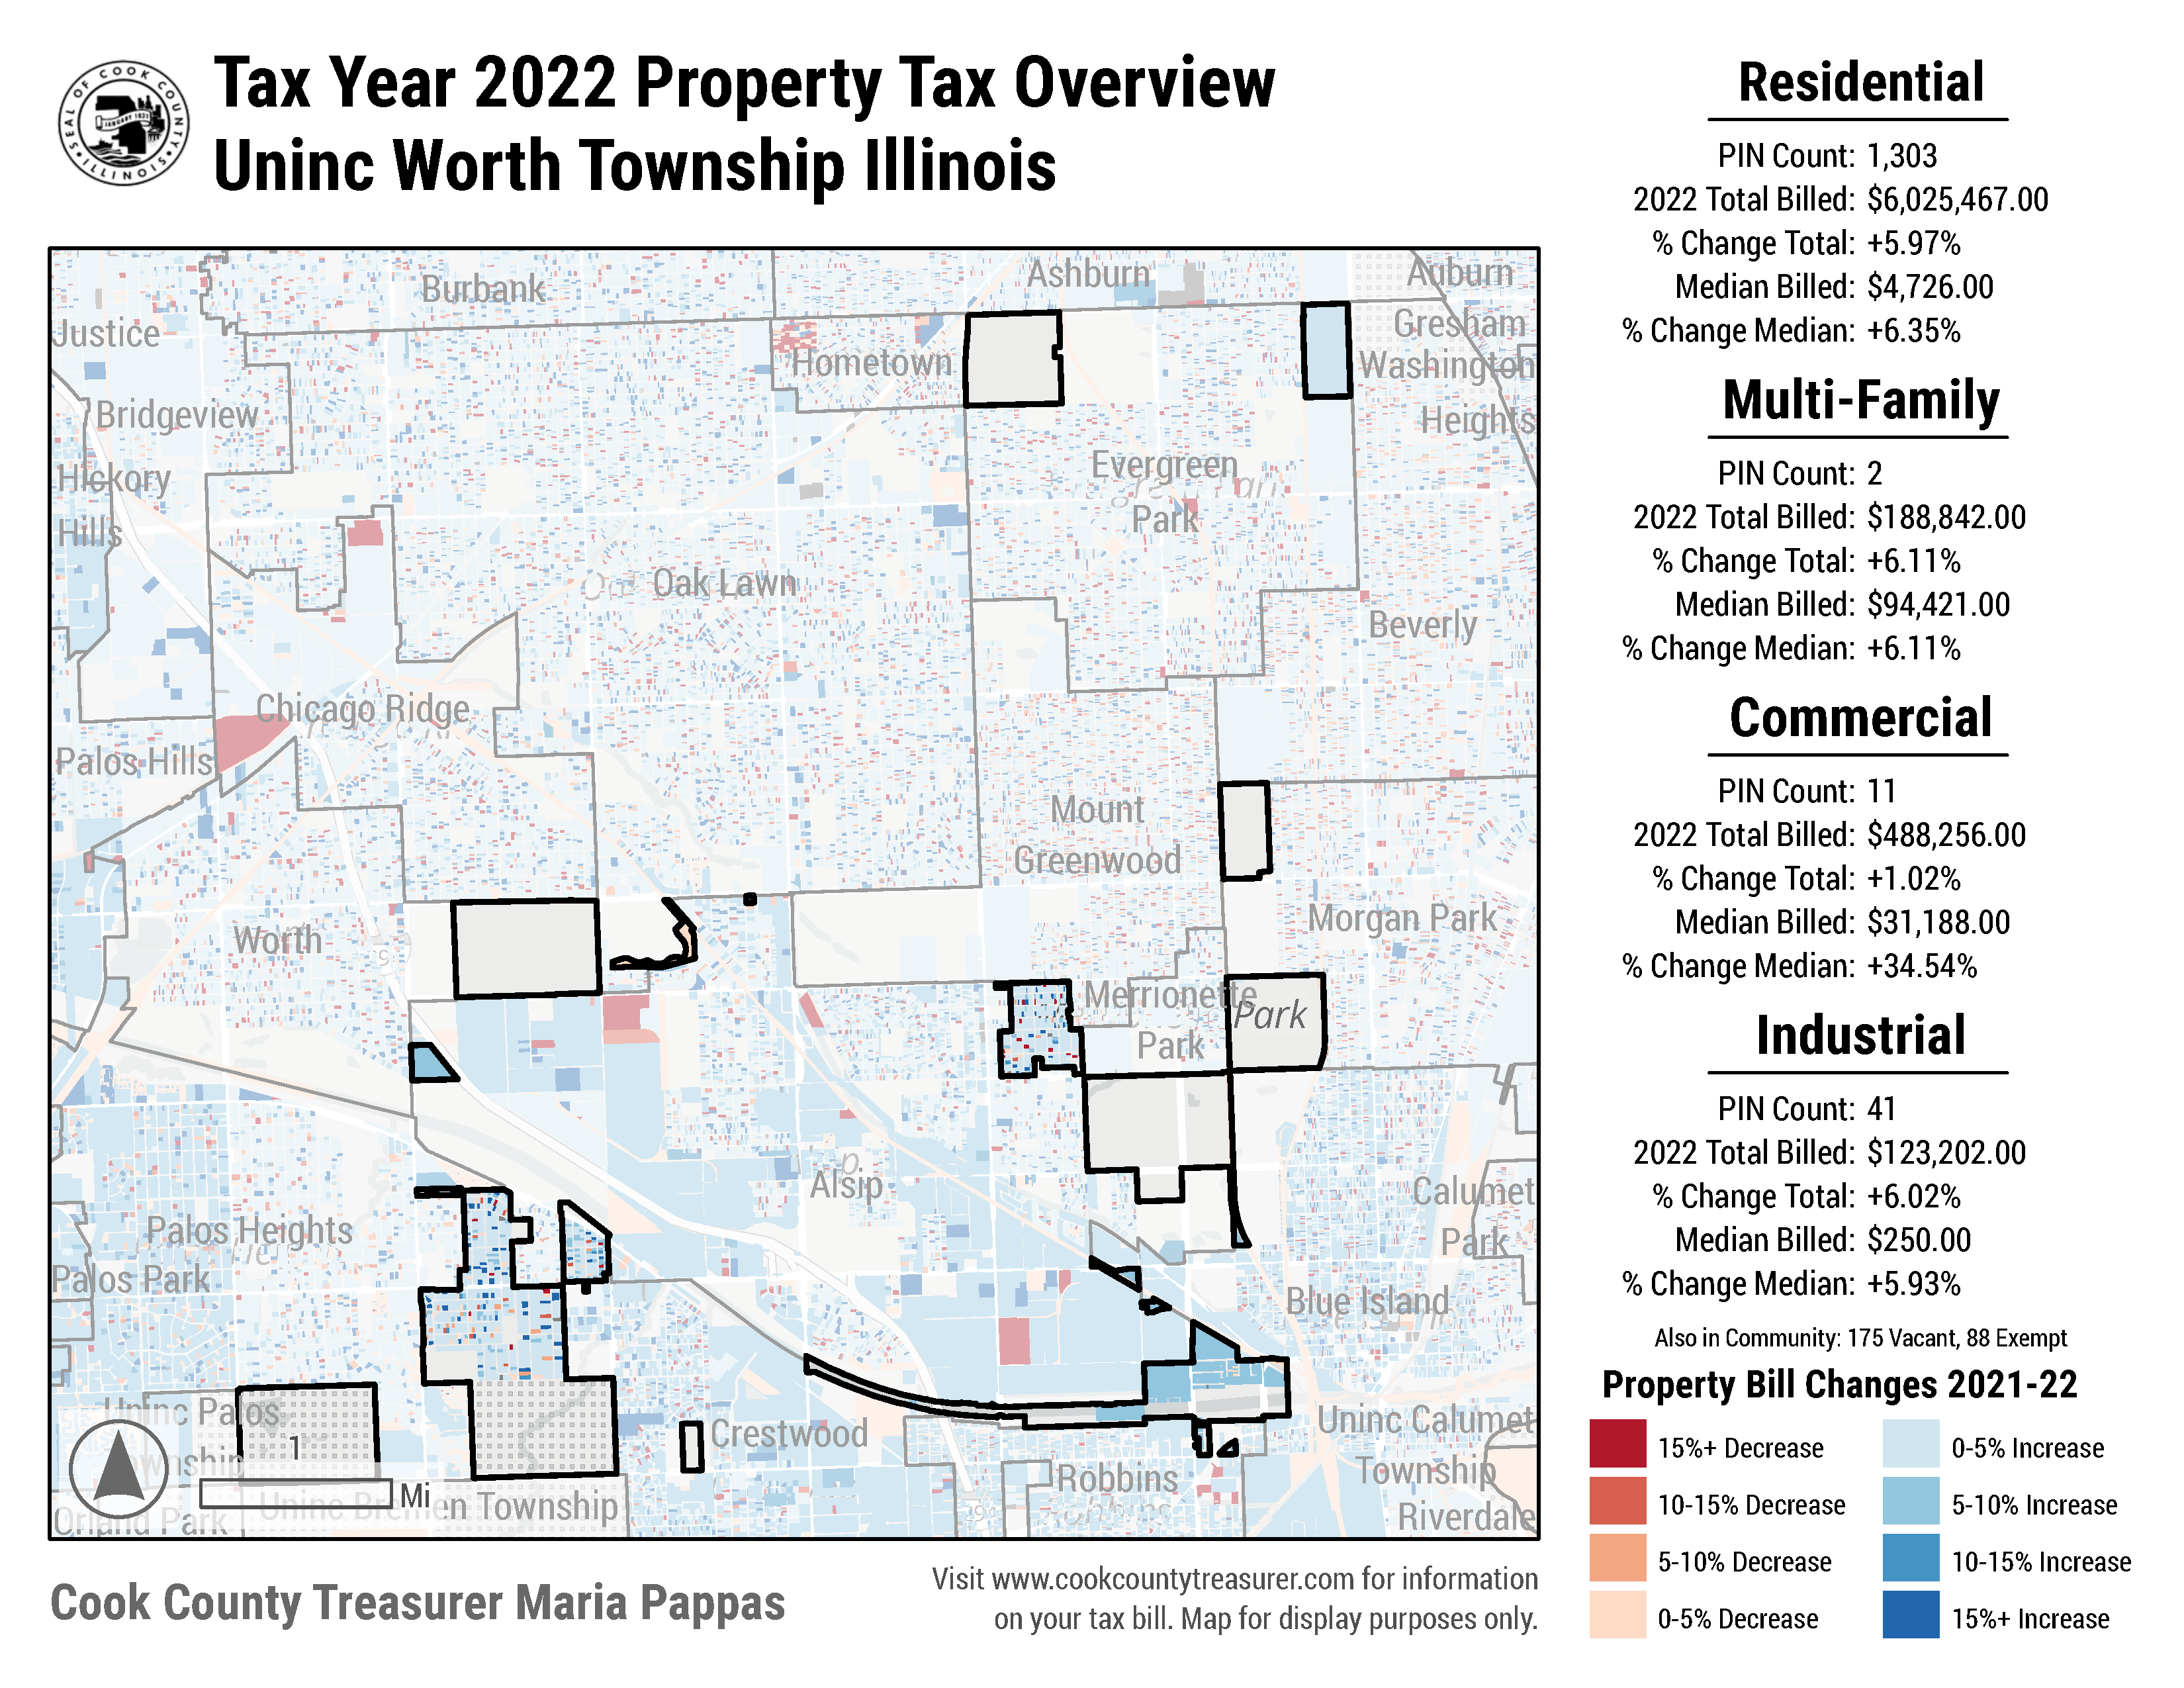 SEAL OF COOK COUNTY
ILLINOIS
JANUARY 1831
Tax Year 2022 Property Tax Overview
Uninc Worth Township Illinois
Residential
PIN Count: 1,303
2022 Total Billed: $6,025,467.00
% Change Total: +5.97%
Median Billed: $4,726.00
% Change Median: +6.35%
Multi-Family
PIN Count: 2
2022 Total Billed: $188,842.00
% Change Total: +6.11%
Median Billed: $94,421.00
% Change Median: +6.11%
Commercial
PIN Count: 11
2022 Total Billed: $488,256.00
% Change Total: +1.02%
Median Billed: $31,188.00
% Change Median: +34.54%
Industrial
PIN Count: 41
2022 Total Billed: $123,202.00
% Change Total: +6.02%
Median Billed: $250.00
% Change Median: +5.93%
Also in Community: 175 Vacant, 88 Exempt
Property Bill Changes 2021-22
15%+ Decrease
10-15% Decrease
5-10% Decrease
0-5% Decrease
0-5% Increase
5-10% Increase
10-15% Increase
15%+ Increase
Burbank
Ashburn
Auburn
Gresham
Justice
Hometown
Washington
Heights
Bridgeview
Hickory
Hills
Evergreen
Park
Oak Lawn
Beverly
Chicago Ridge
Palos Hills
Mount
Greenwood
Morgan Park
Worth
Merrionette
Park
Park
Alsip
Calumet
Park
Palos Heights
Palos Park
Blue Island
Uninc Palos
Township
1
Mi
Crestwood
Uninc Calumet
Township
Robbins
Uninc Bremen Township
Orland Park
Riverdale
Cook County Treasurer Maria Pappas
Visit www.cookcountytreasurer.com for information
on your tax bill. Map for display purposes only.